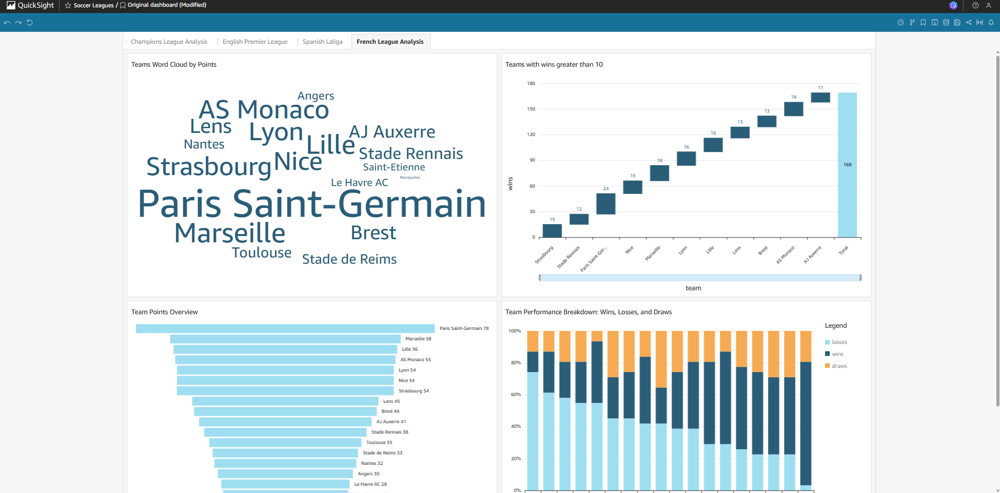 QuickSight
Soccer Leagues / Original dashboard (Modified)
Champions League Analysis
English Premier League
Spanish Laliga
French League Analysis
Teams Word Cloud by Points
Angers
AS Monaco
Lens
Lyon
AJ Auxerre
Nantes
Lille
Stade Rennais
Strasbourg
Nice
Saint-Etienne
Montpellier
Le Havre AC
Paris Saint-Germain
Marseille
Brest
Toulouse
Stade de Reims
Teams with wins greater than 10
wins
180
150
120
90
60
30
0
15
12
24
15
18
16
16
13
13
16
11
169
Strasbourg
Stade Rennais
Paris Saint-Ger...
Nice
Marseille
Lyon
Lille
Lens
Brest
AS Monaco
AJ Auxerre
Total
team
Team Points Overview
Paris Saint-Germain 78
Marseille 58
Lille 56
AS Monaco 55
Lyon 54
Nice 54
Strasbourg 54
Lens 45
Brest 44
AJ Auxerre 41
Stade Rennais 38
Toulouse 35
Stade de Reims 33
Nantes 32
Angers 30
Le Havre AC 28
Team Performance Breakdown: Wins, Losses, and Draws
100%
80%
60%
40%
20%
0%
Legend
losses
wins
draws